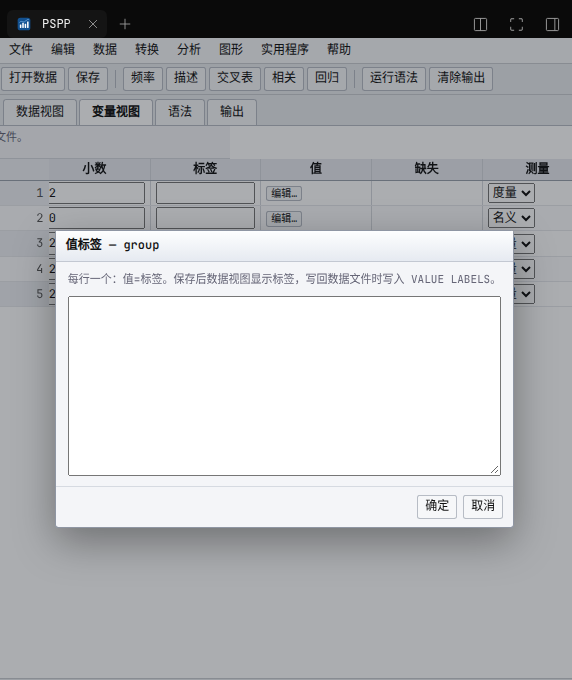 PSPP
文件 编辑 数据 转换 分析 图形 实用程序 帮助
打开数据 保存 频率 描述 交叉表 相关 回归 运行语法 清除输出
数据视图 变量视图 语法 输出
文件。
小数 标签 值 缺失 测量
1 2 编辑… 度量
2 0 编辑… 名义
值标签 — group
3 2
4 2
5 2
每行一个: 值=标签。保存后数据视图显示标签, 写回数据文件时写入 VALUE LABELS。
确定 取消